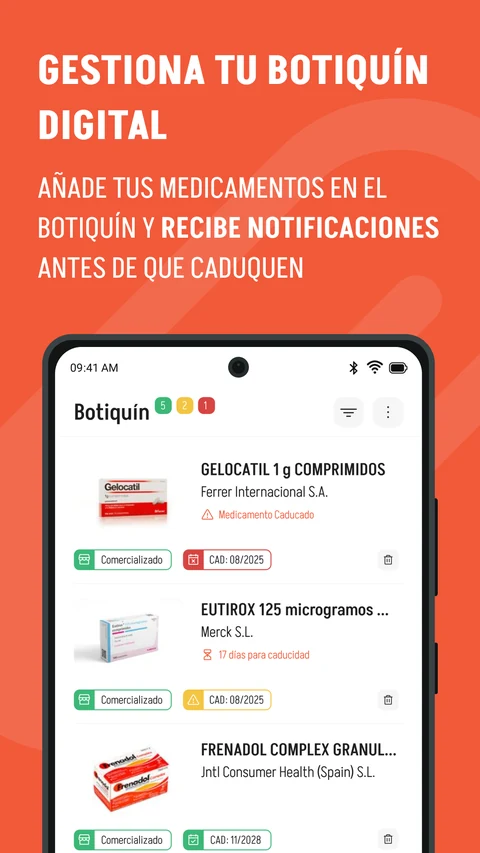 GESTIONA TU BOTIQUÍN
DIGITAL
AÑADE TUS MEDICAMENTOS EN EL
BOTIQUÍN Y RECIBE NOTIFICACIONES
ANTES DE QUE CADUQUEN
09:41 AM
Botiquín 5 2 1
GELOCATIL 1 g COMPRIMIDOS
Ferrer Internacional S.A.
Medicamento Caducado
Gelocatil
Comercializado CAD: 08/2025
EUTIROX 125 microgramos ...
Merck S.L.
17 días para caducidad
Comercializado CAD: 08/2025
FRENADOL COMPLEX GRANUL...
Jntl Consumer Health (Spain) S.L.
Frenadol
Comercializado CAD: 11/2028